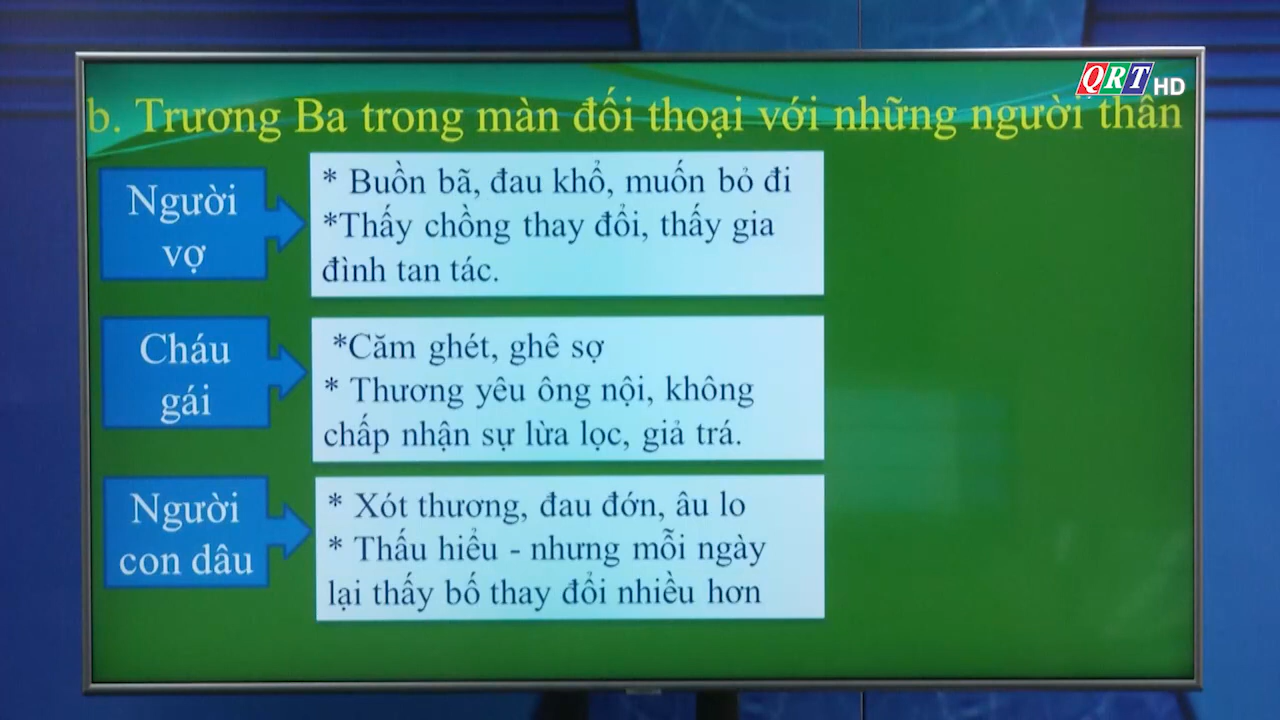 QRT HD
b. Trương Ba trong màn đối thoại với những người thân
Người
vợ
* Buồn bã, đau khổ, muốn bỏ đi
*Thấy chồng thay đổi, thấy gia
đình tan tác.
Cháu
gái
*Căm ghét, ghê sợ
* Thương yêu ông nội, không
chấp nhận sự lừa lọc, giả trá.
Người
con dâu
* Xót thương, đau đớn, âu lo
* Thấu hiểu - nhưng mỗi ngày
lại thấy bố thay đổi nhiều hơn